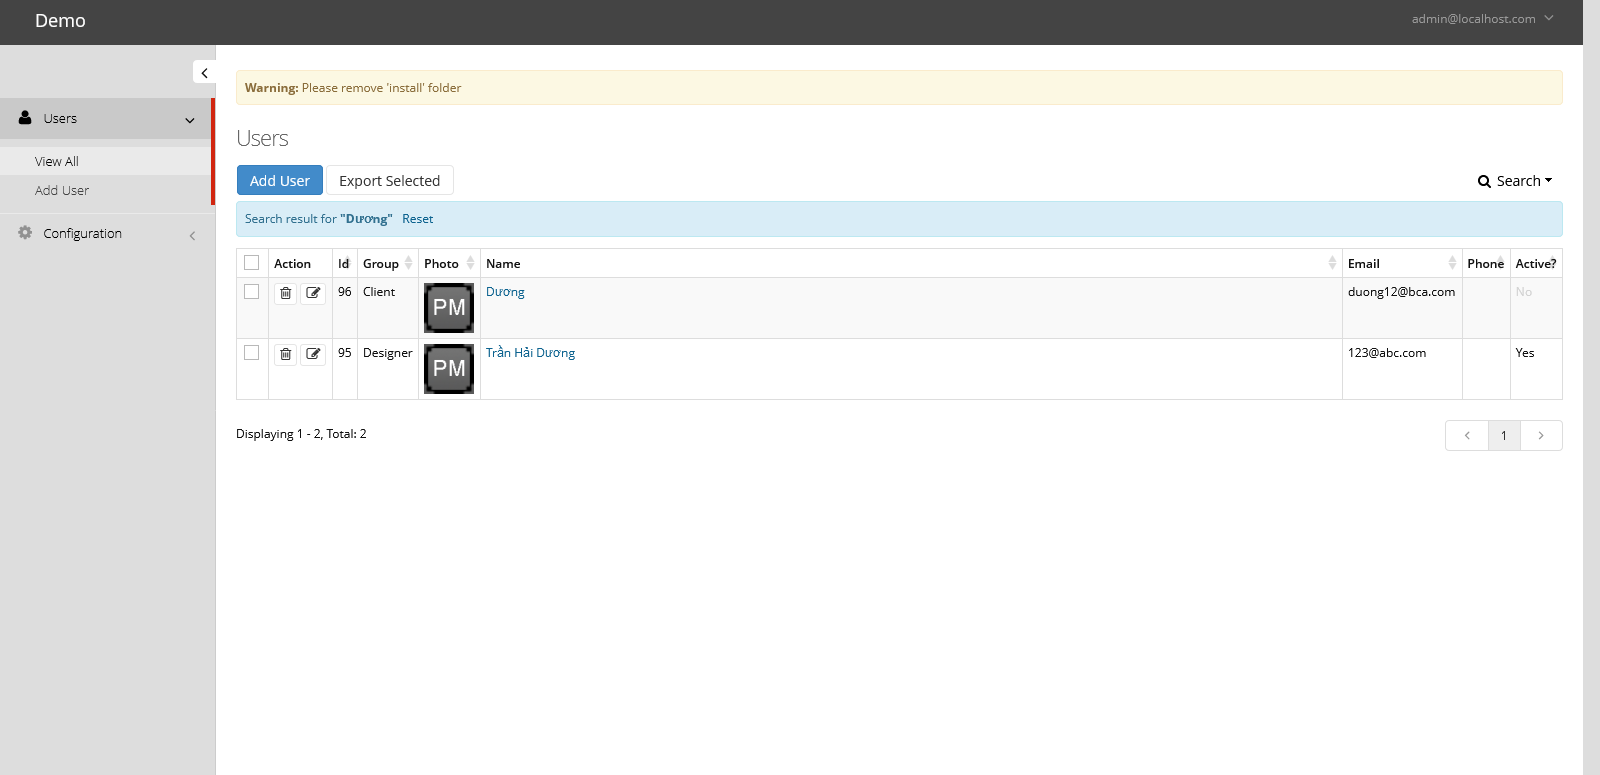 Demo
admin@localhost.com
Warning: Please remove 'install' folder
Users
View All
Add User
Configuration
Users
Add User Export Selected
Search
Search result for "Dương" Reset
Action Id Group Photo Name Email Phone Active?
96 Client PM Dương duong12@bca.com No
95 Designer PM Trần Hải Dương 123@abc.com Yes
Displaying 1 - 2, Total: 2
1